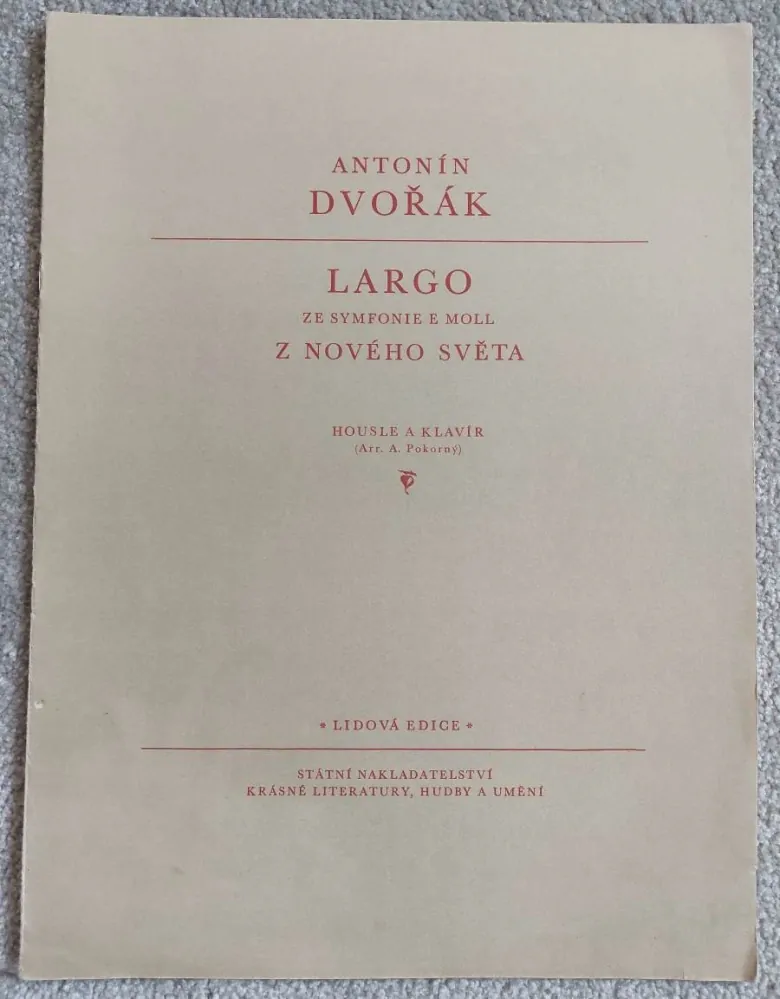 ANTONÍN
DVOŘÁK
LARGO
ZE SYMFONIE E MOLL
Z NOVÉHO SVĚTA
HOUSLE A KLAVÍR
(Arr. A. Pokorný)
* LIDOVÁ EDICE *
STÁTNÍ NAKLADATELSTVÍ
KRÁSNÉ LITERATURY, HUDBY A UMĚNÍ